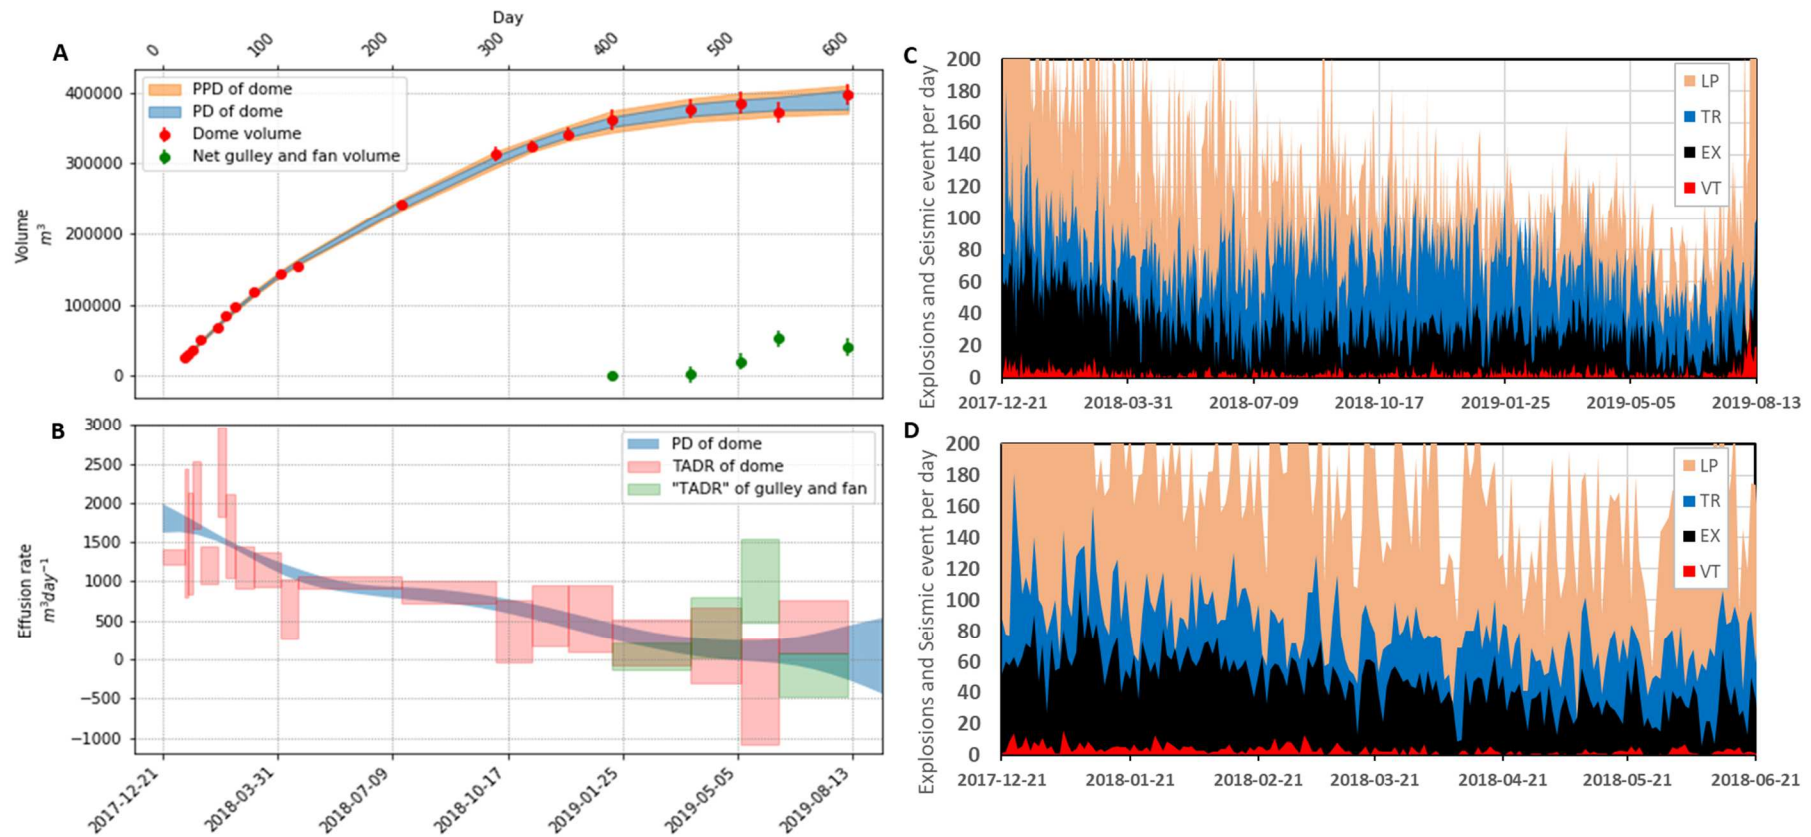 A
Day
0 100 200 300 400 500 600
PPD of dome
PD of dome
Dome volume
Net gulley and fan volume
400000
300000
200000
100000
0
Volume
m³
B
PD of dome
TADR of dome
"TADR" of gulley and fan
3000
2500
2000
1500
1000
500
0
−500
−1000
Effusion rate
m³day⁻¹
2017-12-21 2018-03-31 2018-07-09 2018-10-17 2019-01-25 2019-05-05 2019-08-13
C
Explosions and Seismic event per day
200
180
160
140
120
100
80
60
40
20
0
LP
TR
EX
VT
2017-12-21 2018-03-31 2018-07-09 2018-10-17 2019-01-25 2019-05-05 2019-08-13
D
Explosions and Seismic event per day
200
180
160
140
120
100
80
60
40
20
0
LP
TR
EX
VT
2017-12-21 2018-01-21 2018-02-21 2018-03-21 2018-04-21 2018-05-21 2018-06-21